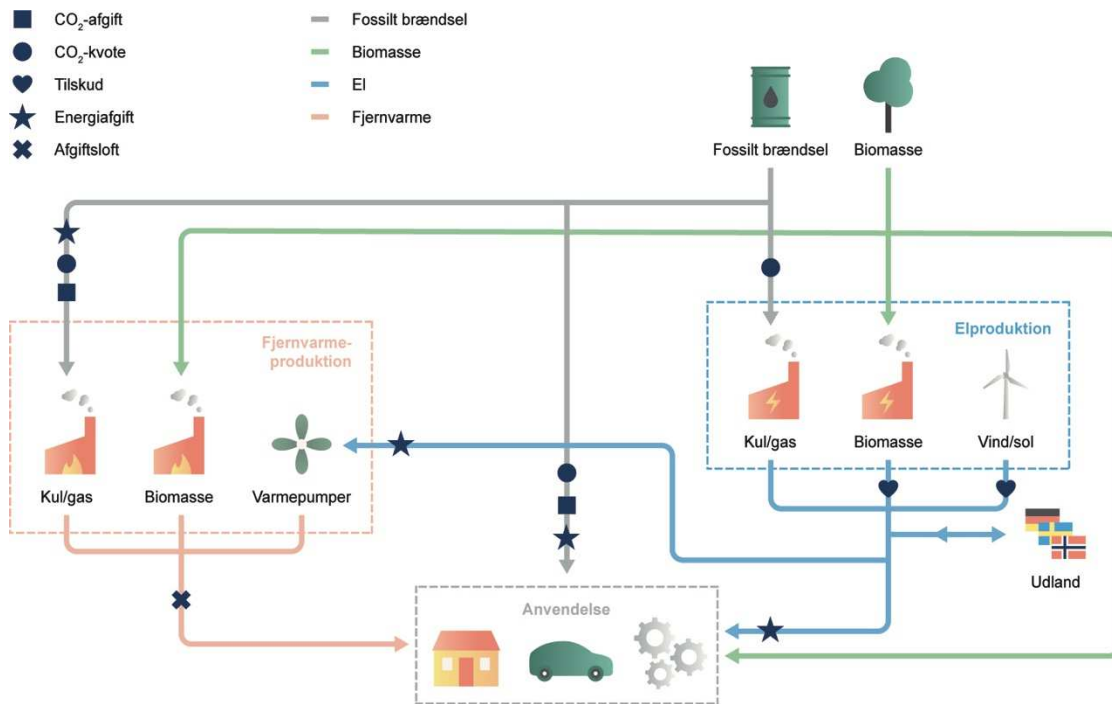 CO₂-afgift
CO₂-kvote
Tilskud
Energiafgift
Afgiftsloft
Fossilt brændsel
Biomasse
El
Fjernvarme
Fossilt brændsel
Biomasse
Fjernvarme-
produktion
Kul/gas
Biomasse
Varmepumper
Elproduktion
Kul/gas
Biomasse
Vind/sol
Udland
Anvendelse